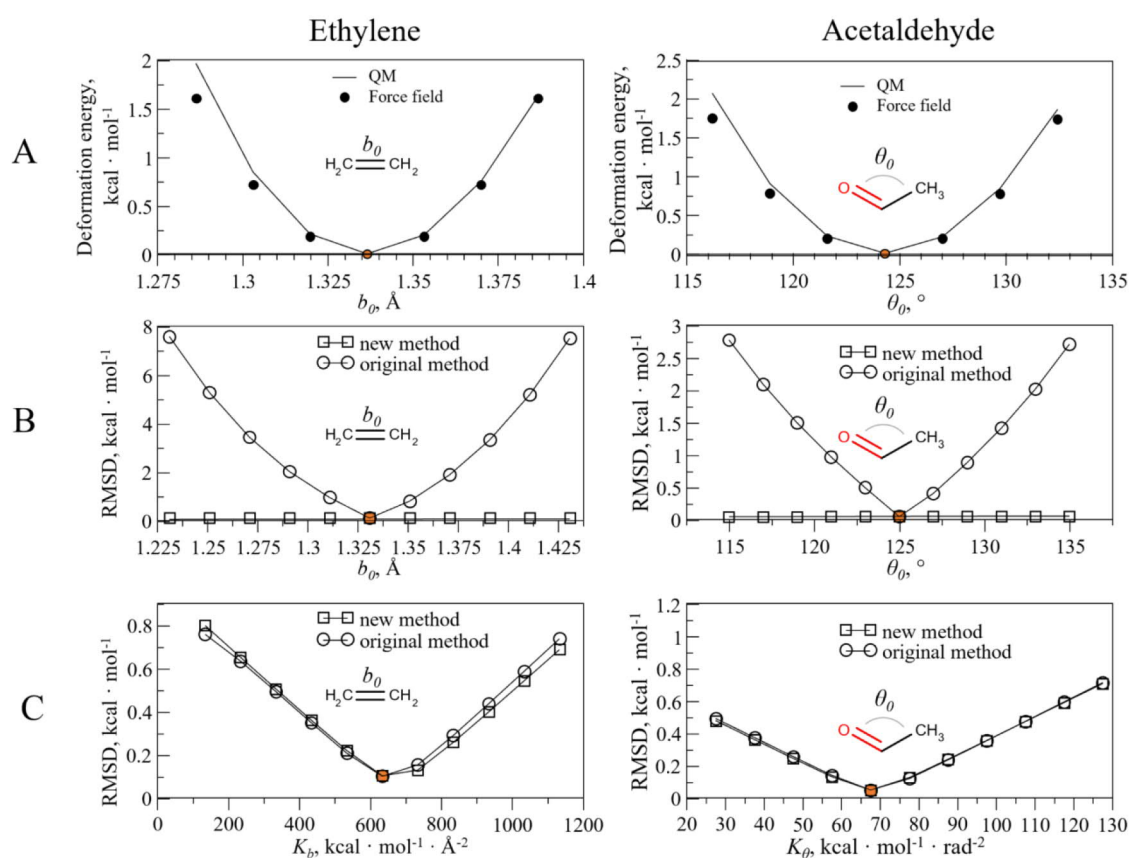 Ethylene
Acetaldehyde
A
Deformation energy,
kcal · mol⁻¹
2
1.5
1
0.5
0
QM
Force field
b₀
H₂C CH₂
1.275 1.3 1.325 1.35 1.375 1.4
b₀, Å
Deformation energy,
kcal · mol⁻¹
2.5
2
1.5
1
0.5
0
QM
Force field
θ₀
O CH₃
115 120 125 130 135
θ₀, °
B
RMSD, kcal · mol⁻¹
8
6
4
2
0
new method
original method
b₀
H₂C CH₂
1.225 1.25 1.275 1.3 1.325 1.35 1.375 1.4 1.425
b₀, Å
RMSD, kcal · mol⁻¹
3
2.5
2
1.5
1
0.5
0
new method
original method
θ₀
O CH₃
115 120 125 130 135
θ₀, °
C
RMSD, kcal · mol⁻¹
0.8
0.6
0.4
0.2
0
new method
original method
b₀
H₂C CH₂
0 200 400 600 800 1000 1200
K_b, kcal · mol⁻¹ · Å⁻²
RMSD, kcal · mol⁻¹
1.2
1
0.8
0.6
0.4
0.2
0
new method
original method
θ₀
O CH₃
20 30 40 50 60 70 80 90 100 110 120 130
K_θ, kcal · mol⁻¹ · rad⁻²